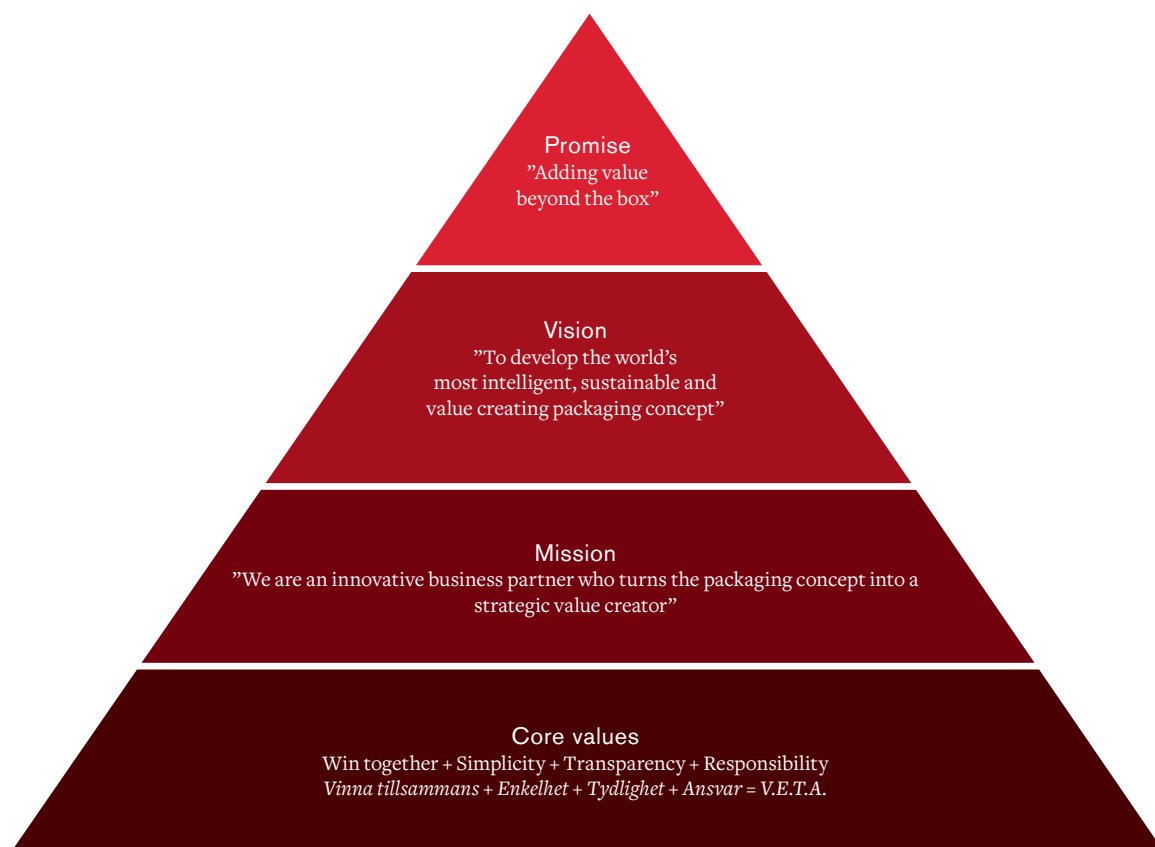 Promise
”Adding value
beyond the box”
Vision
”To develop the world’s
most intelligent, sustainable and
value creating packaging concept”
Mission
”We are an innovative business partner who turns the packaging concept into a
strategic value creator”
Core values
Win together + Simplicity + Transparency + Responsibility
Vinna tillsammans + Enkelhet + Tydlighet + Ansvar = V.E.T.A.